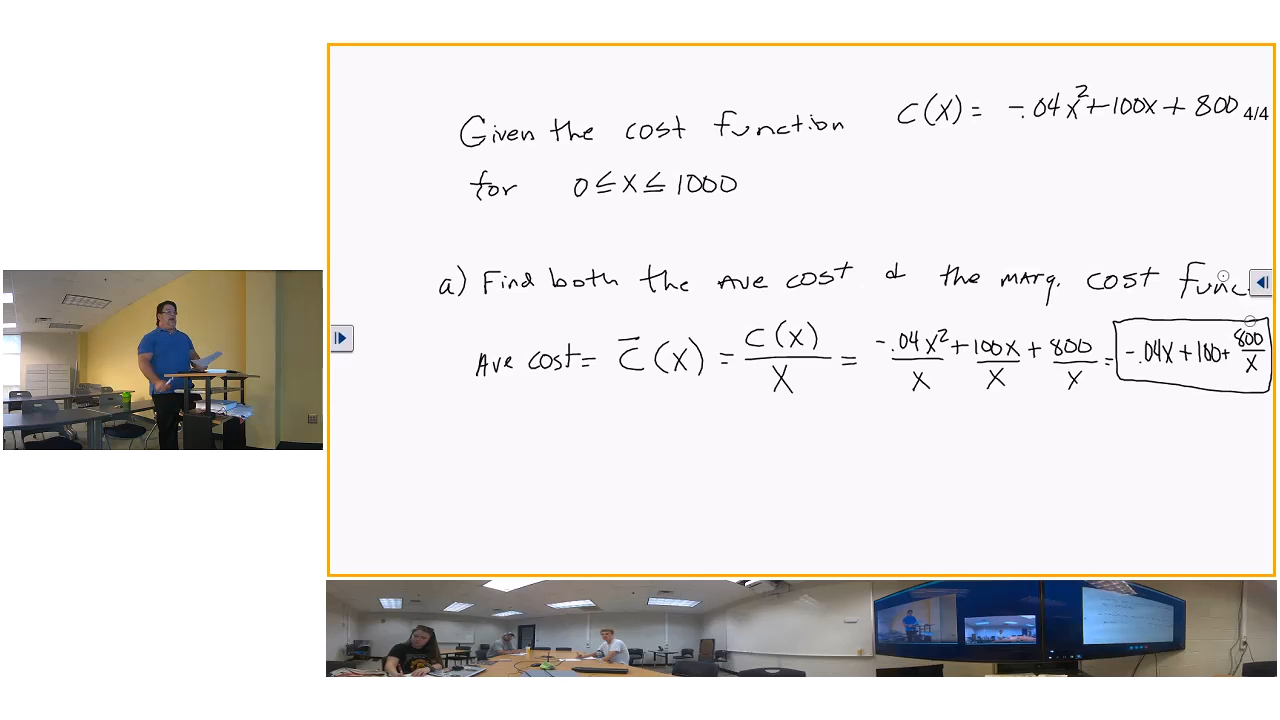 Given the cost function C(X) = -.04X²+100X+800 4/4
for 0≤X≤1000
a) Find both the Ave cost & the marg. cost func
Ave cost = C̄(X) = C(X)/X = -.04X²/X + 100X/X + 800/X = -.04X+100+800/X